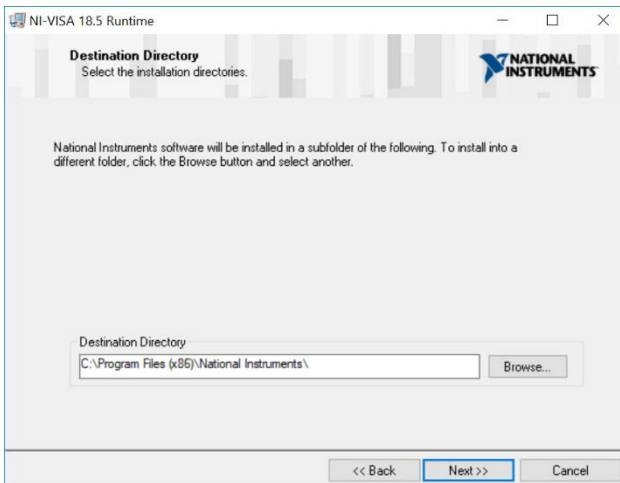 NI-VISA 18.5 Runtime
Destination Directory
Select the installation directories.
NATIONAL
INSTRUMENTS
National Instruments software will be installed in a subfolder of the following. To install into a
different folder, click the Browse button and select another.
Destination Directory
C:\Program Files (x86)\National Instruments\
Browse...
<< Back
Next >>
Cancel